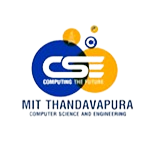 CSE
COMPUTING THE FUTURE
MIT THANDAVAPURA
COMPUTER SCIENCE AND ENGINEERING